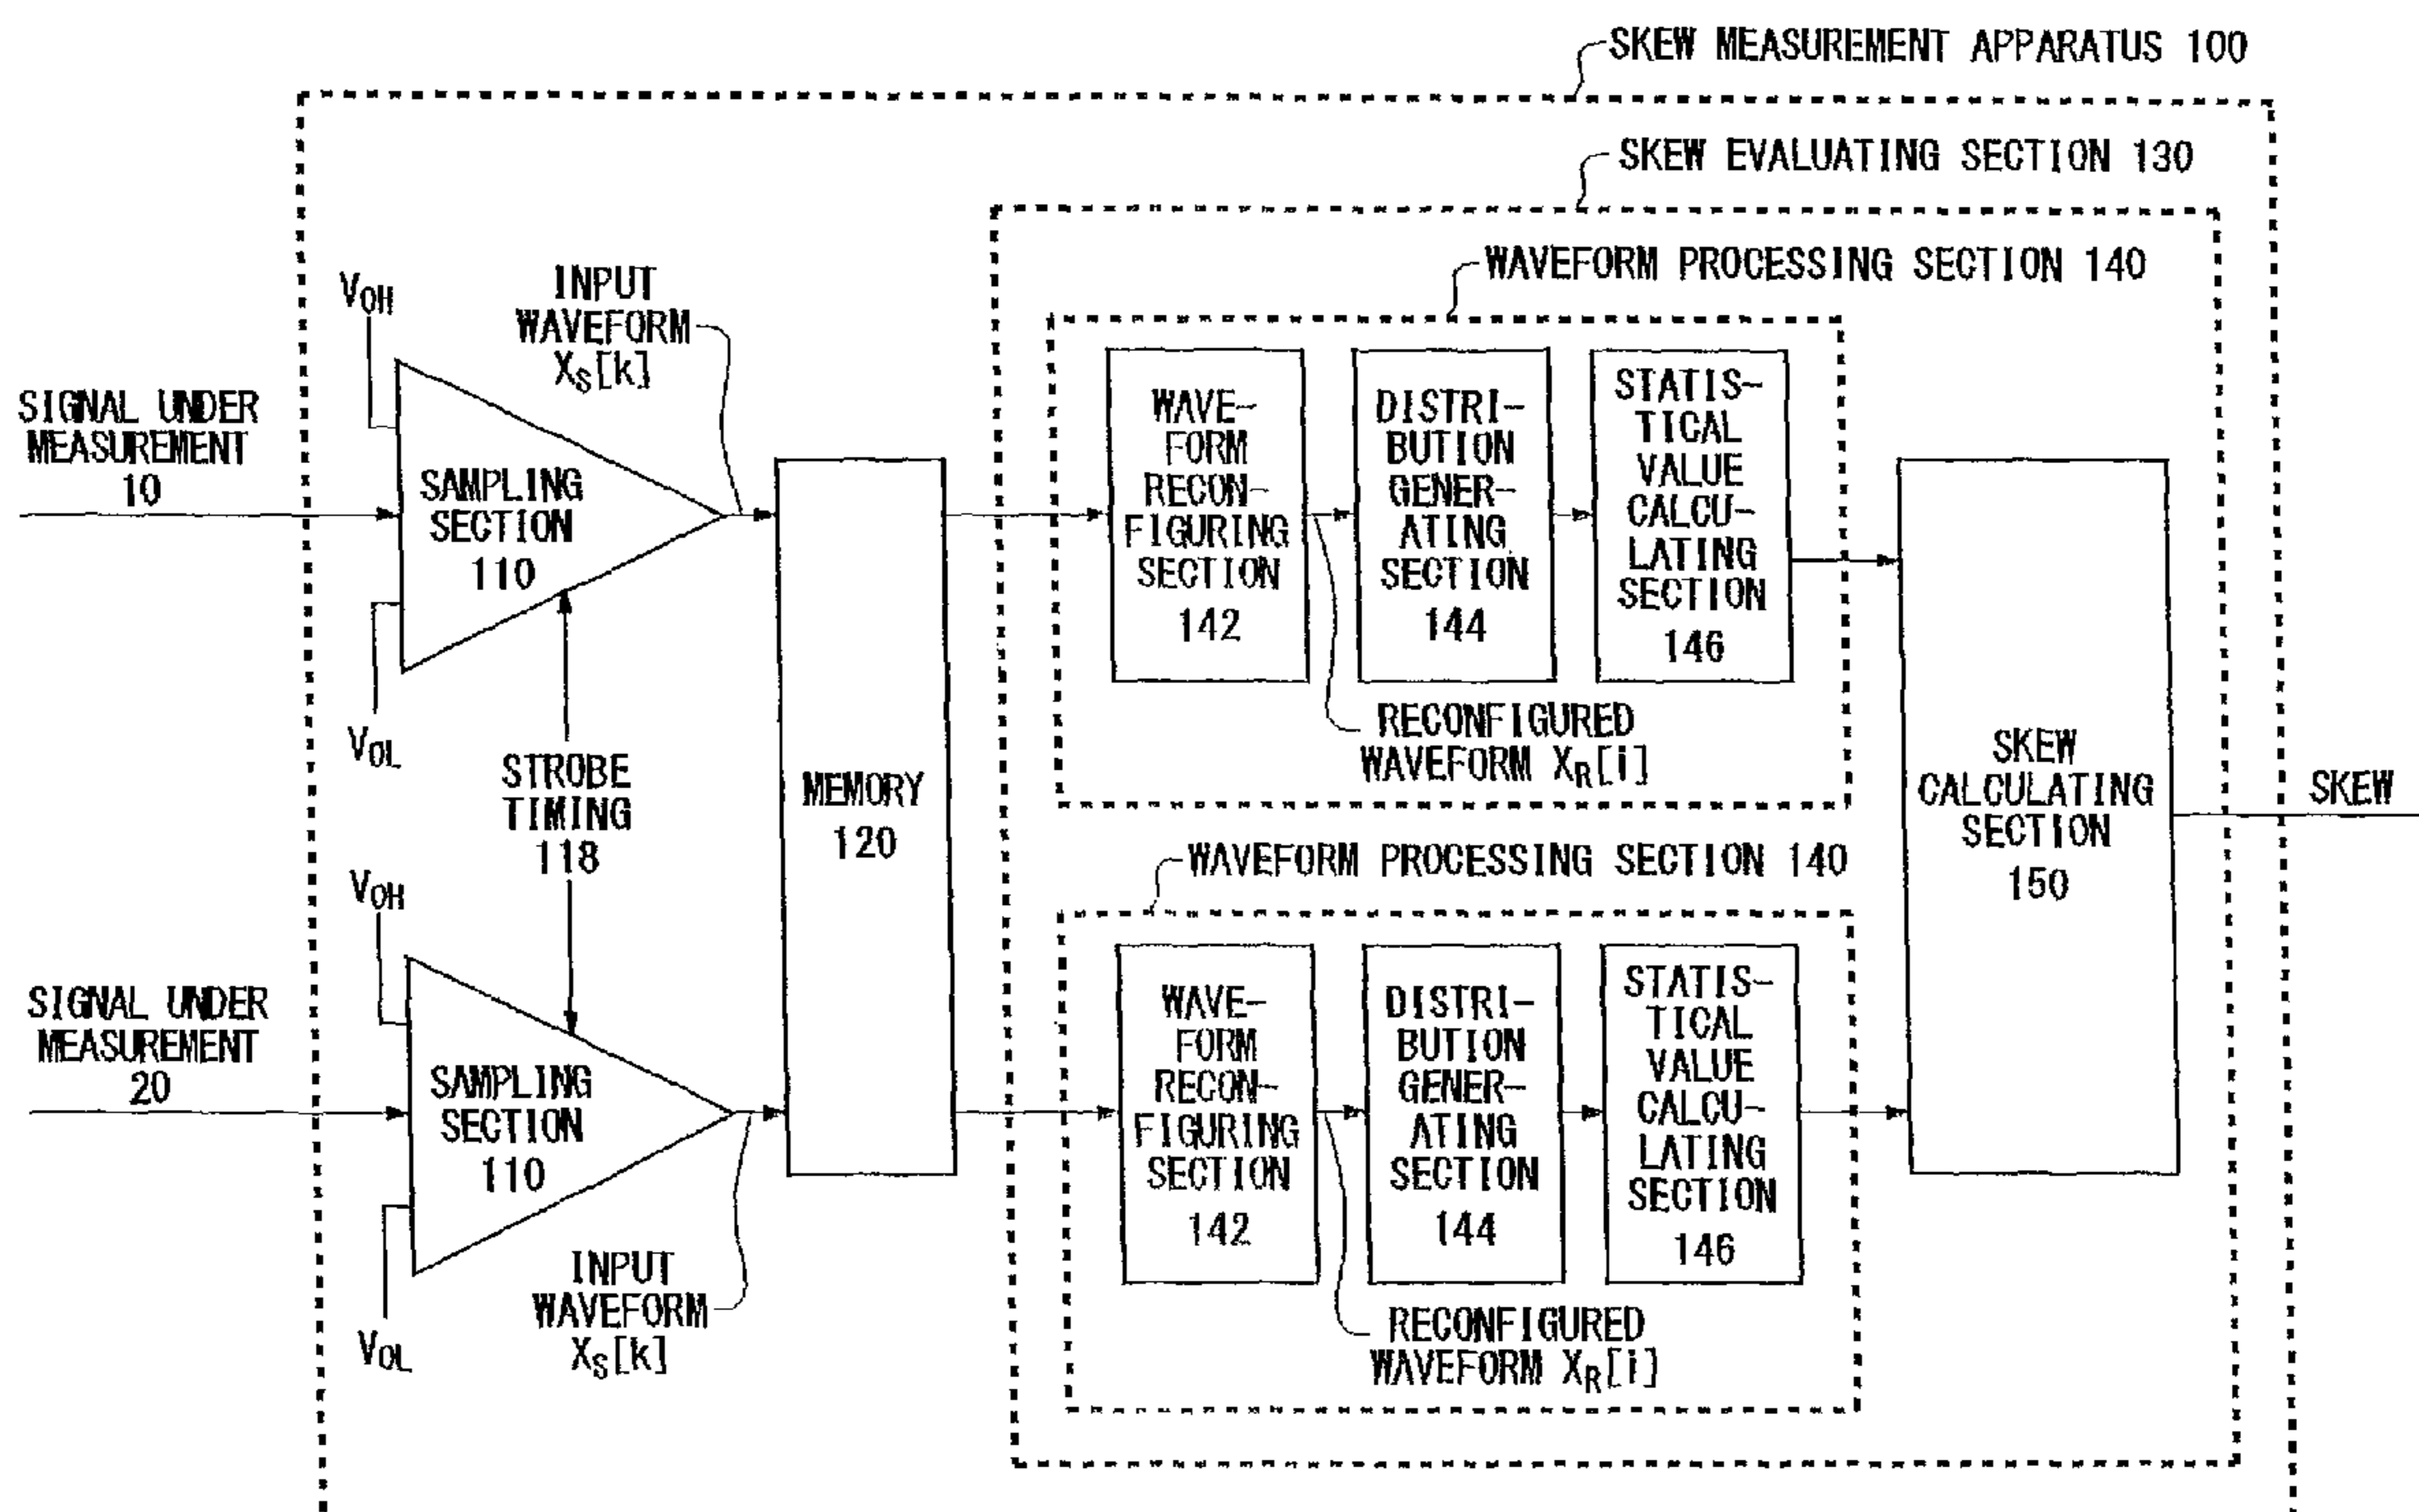 SKEW MEASUREMENT APPARATUS 100
SKEW EVALUATING SECTION 130
WAVEFORM PROCESSING SECTION 140
VOH
INPUT
WAVEFORM
XS[k]
SIGNAL UNDER
MEASUREMENT
10
SAMPLING
SECTION
110
VOL
STROBE
TIMING
118
MEMORY
120
WAVE-
FORM
RECON-
FIGURING
SECTION
142
DISTRI-
BUTION
GENER-
ATING
SECTION
144
STATIS-
TICAL
VALUE
CALCU-
LATING
SECTION
146
RECONFIGURED
WAVEFORM XR[i]
SKEW
CALCULATING
SECTION
150
SKEW
WAVEFORM PROCESSING SECTION 140
VOH
SIGNAL UNDER
MEASUREMENT
20
SAMPLING
SECTION
110
VOL
INPUT
WAVEFORM
XS[k]
WAVE-
FORM
RECON-
FIGURING
SECTION
142
DISTRI-
BUTION
GENER-
ATING
SECTION
144
STATIS-
TICAL
VALUE
CALCU-
LATING
SECTION
146
RECONFIGURED
WAVEFORM XR[i]